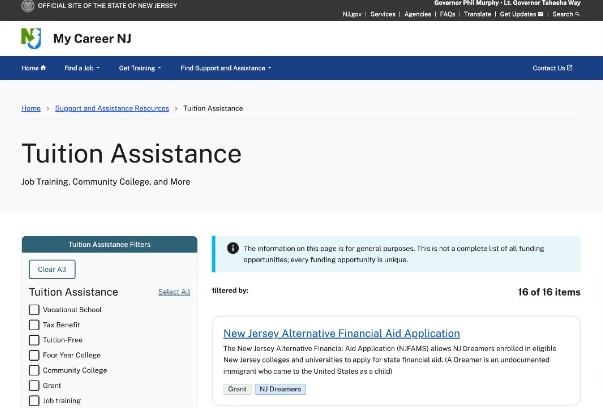 OFFICIAL SITE OF THE STATE OF NEW JERSEY
Governor Phil Murphy • Lt. Governor Tahesha Way
NJ.gov | Services | Agencies | FAQs | Translate | Get Updates | Search
NJ
My Career NJ
Home
Find a Job
Get Training
Find Support and Assistance
Contact Us
Home > Support and Assistance Resources > Tuition Assistance
Tuition Assistance
Job Training, Community College, and More
Tuition Assistance Filters
Clear All
Tuition Assistance
Select All
Vocational School
Tax Benefit
Tuition-Free
Four Year College
Community College
Grant
Job training
The information on this page is for general purposes. This is not a complete list of all funding
opportunities; every funding opportunity is unique.
filtered by:
16 of 16 items
New Jersey Alternative Financial Aid Application
The New Jersey Alternative Financial Aid Application (NJFAMS) allows NJ Dreamers enrolled in eligible
New Jersey colleges and universities to apply for state financial aid. (A Dreamer is an undocumented
immigrant who came to the United States as a child)
Grant
NJ Dreamers